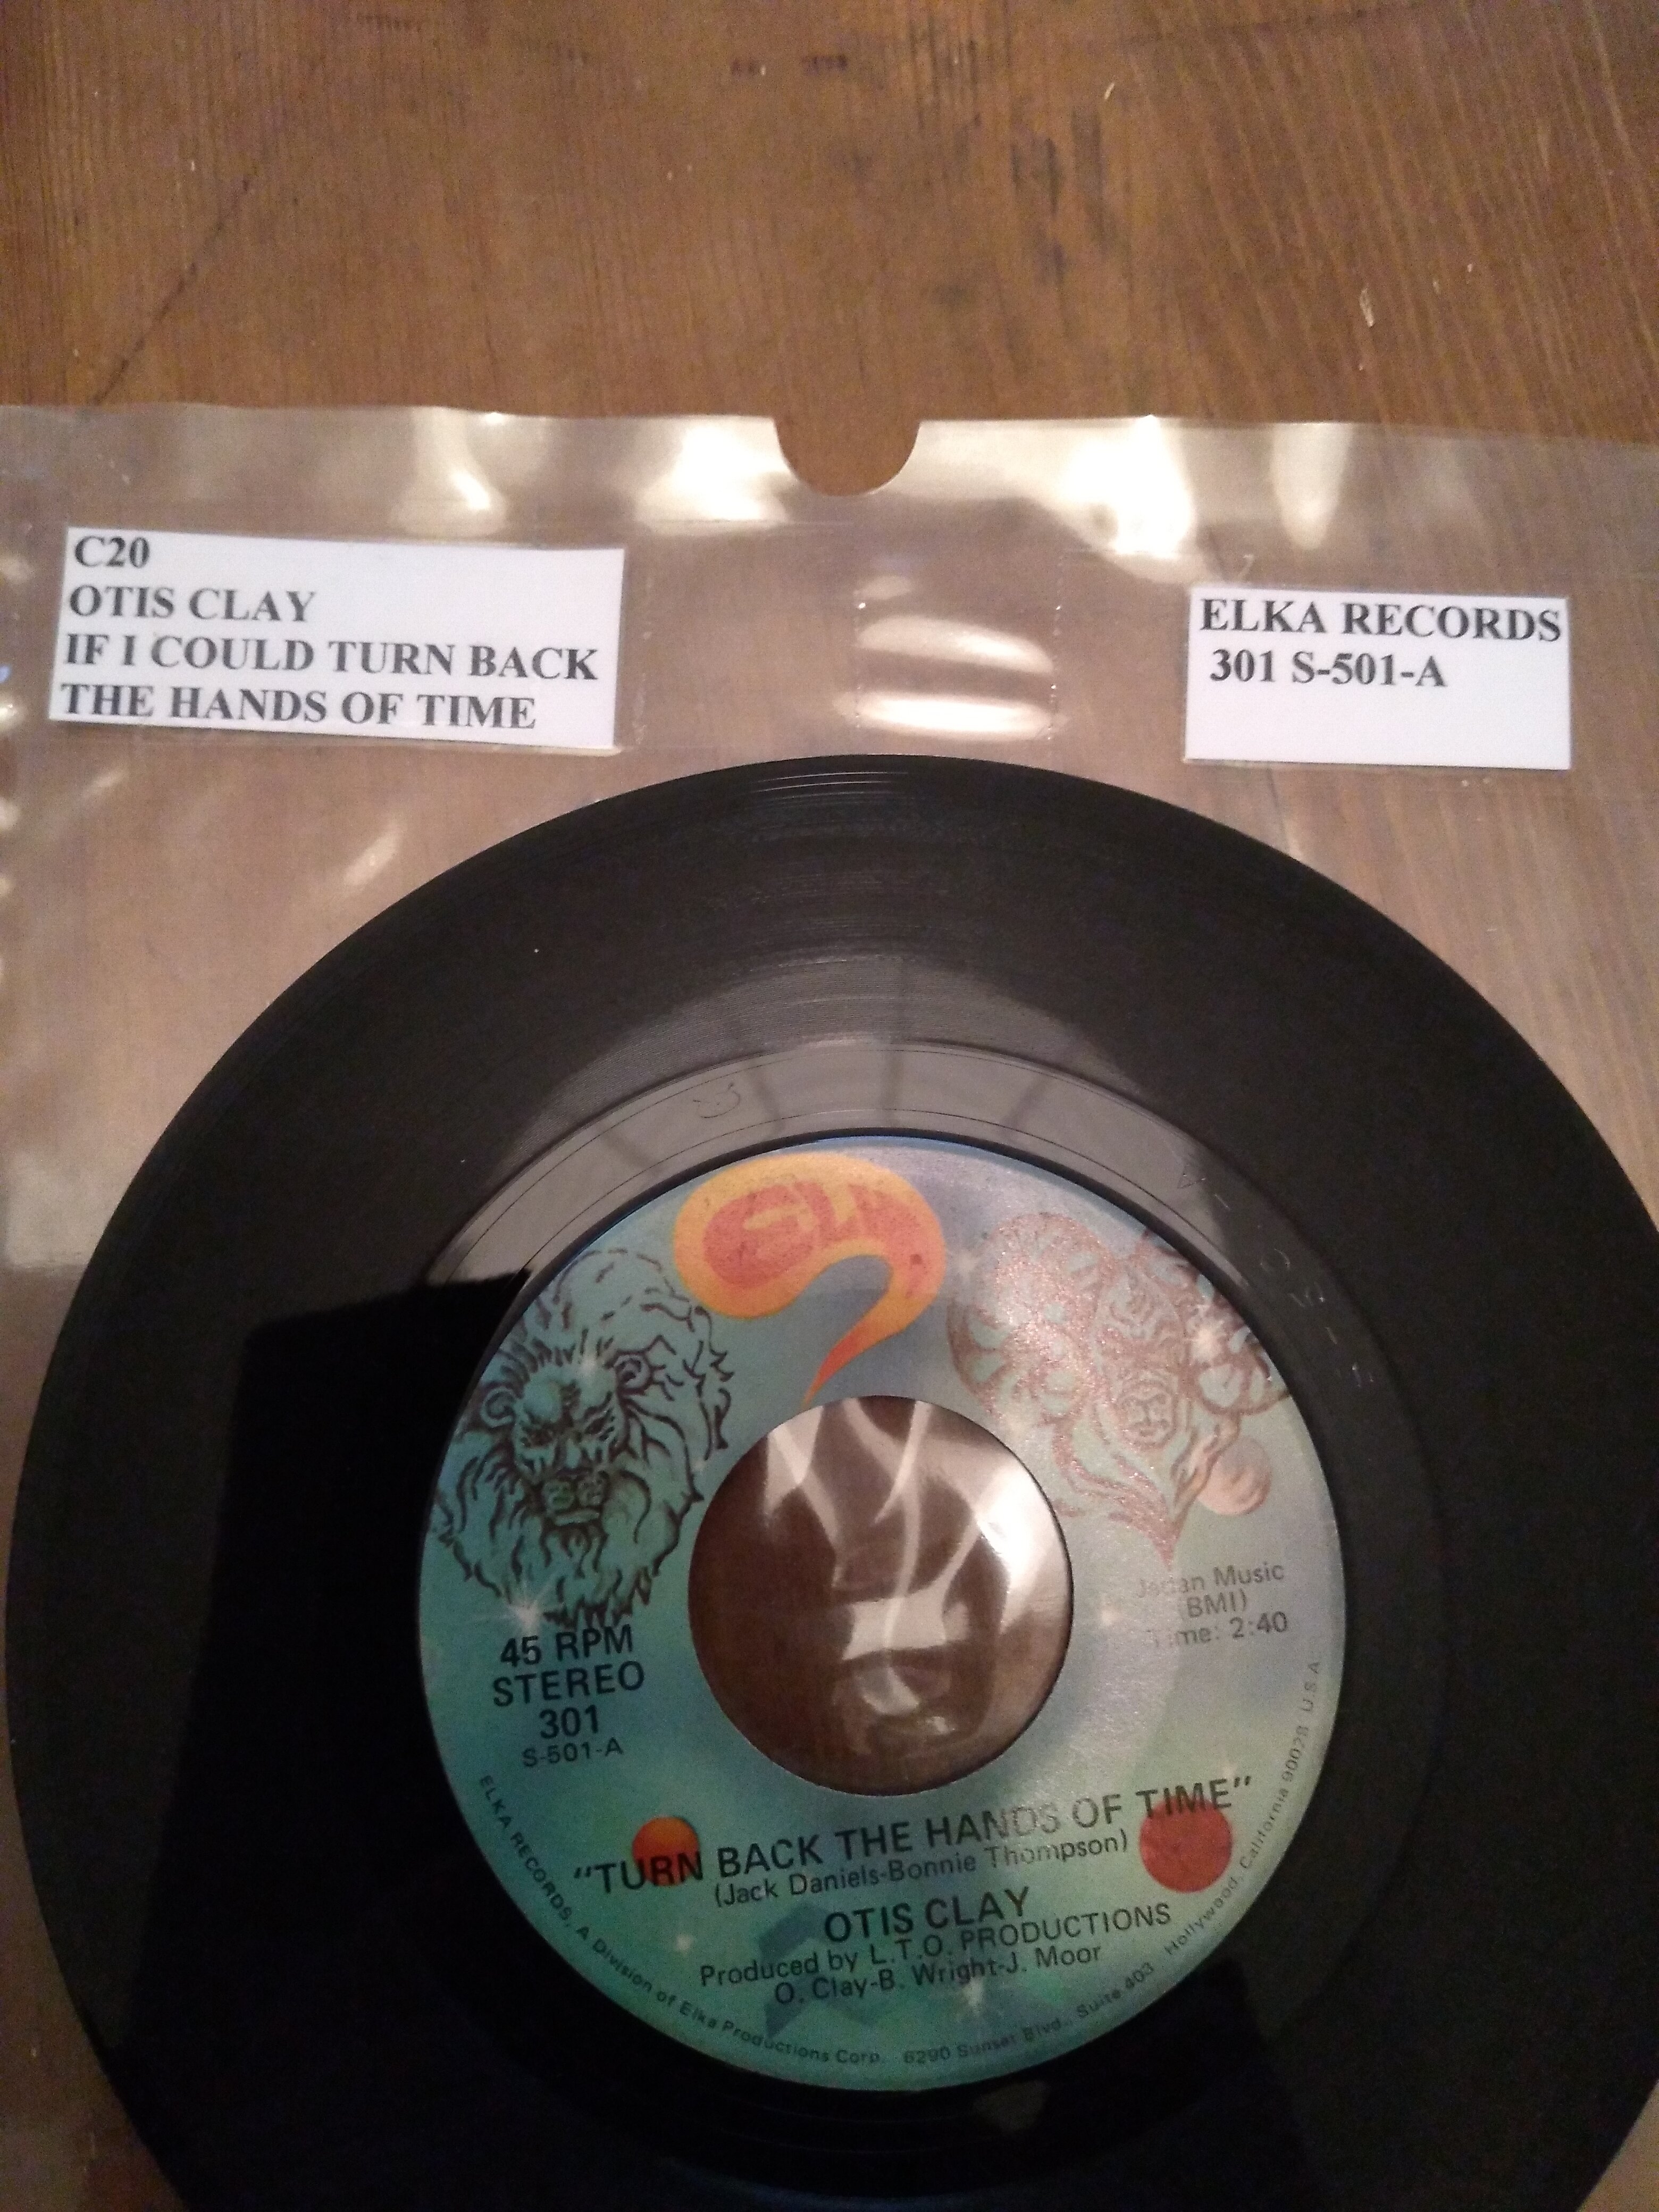 C20
OTIS CLAY
IF I COULD TURN BACK
THE HANDS OF TIME
ELKA RECORDS
301 S-501-A
45 RPM
STEREO
301
S-501-A
Music
(BMI)
Time: 2:40
"TURN BACK THE HANDS OF TIME"
(Jack Daniels-Bonnie Thompson)
OTIS CLAY
Produced by L.T.O. PRODUCTIONS
O. Clay-B. Wright-J. Moor
ELKA RECORDS, A Division of Elka Productions Corp. 6290 Sunset Blvd., Suite 403 Hollywood, California 90028 U.S.A.